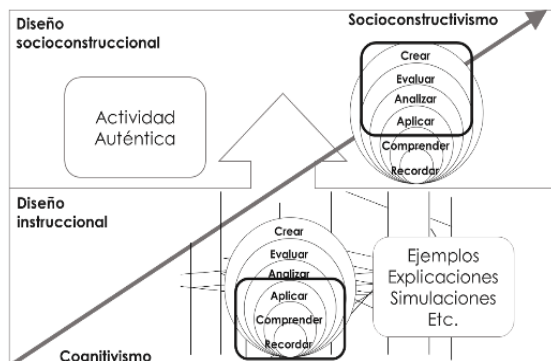 Diseño
socioconstruccional
Socioconstructivismo
Crear
Evaluar
Analizar
Aplicar
Comprender
Recordar
Actividad
Auténtica
Diseño
instruccional
Crear
Evaluar
Analizar
Aplicar
Comprender
Recordar
Ejemplos
Explicaciones
Simulaciones
Etc.
Cognitivismo